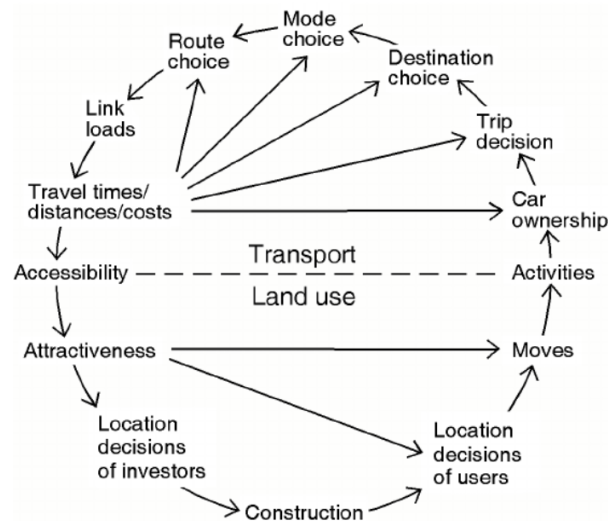 Mode
choice
Route
choice
Destination
choice
Link
loads
Trip
decision
Travel times/
distances/costs
Car
ownership
Transport
Accessibility
Activities
Land use
Attractiveness
Moves
Location
decisions
of investors
Location
decisions
of users
Construction